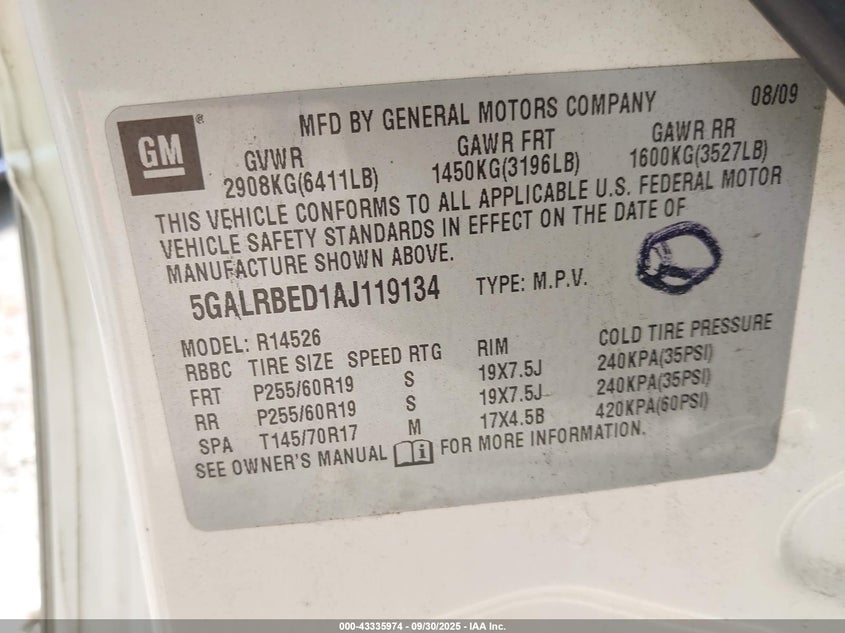 GM ®
MFD BY GENERAL MOTORS COMPANY 08/09
GVWR GAWR FRT GAWR RR
2908KG(6411LB) 1450KG(3196LB) 1600KG(3527LB)
THIS VEHICLE CONFORMS TO ALL APPLICABLE U.S. FEDERAL MOTOR
VEHICLE SAFETY STANDARDS IN EFFECT ON THE DATE OF
MANUFACTURE SHOWN ABOVE.
5GALRBED1AJ119134 TYPE: M.P.V.
MODEL: R14526
RBBC TIRE SIZE SPEED RTG RIM COLD TIRE PRESSURE
FRT P255/60R19 S 19X7.5J 240KPA(35PSI)
RR P255/60R19 S 19X7.5J 240KPA(35PSI)
SPA T145/70R17 M 17X4.5B 420KPA(60PSI)
SEE OWNER'S MANUAL i FOR MORE INFORMATION.
000-43335974 - 09/30/2025 - IAA Inc.